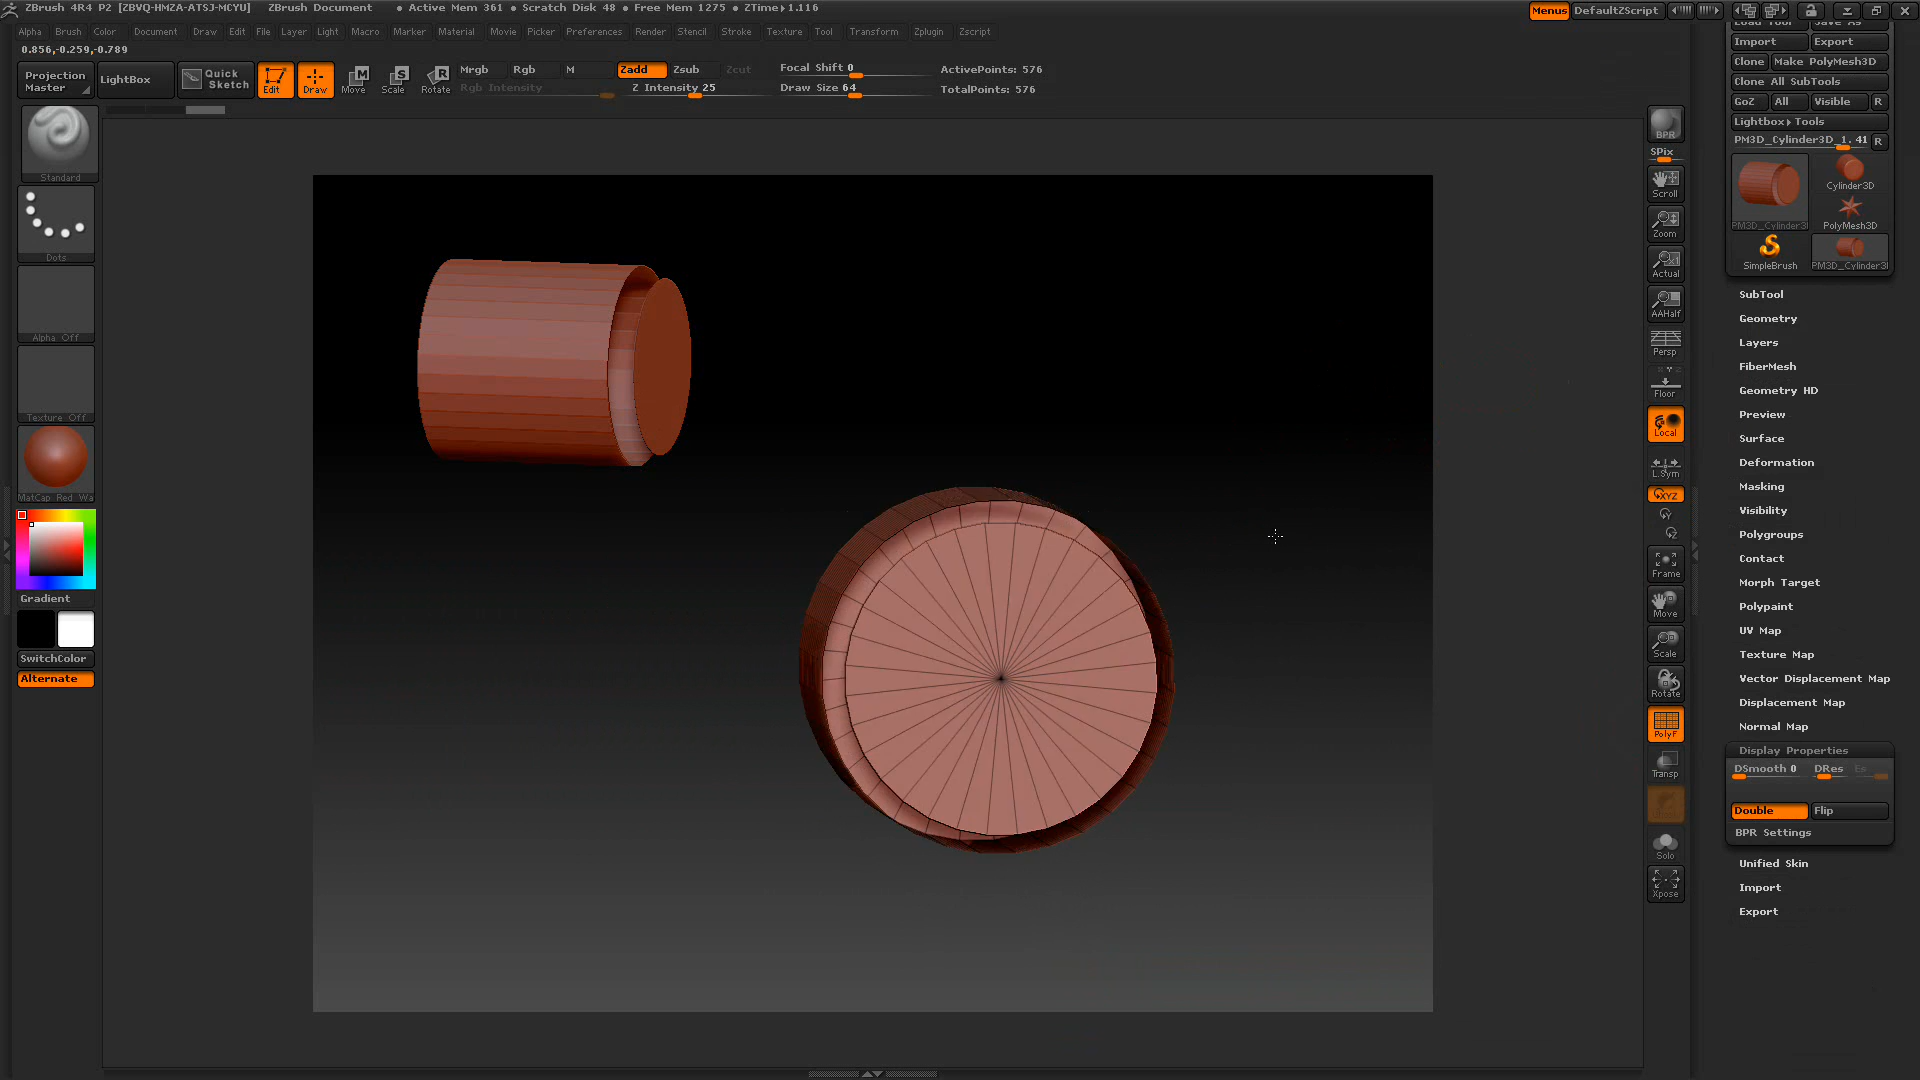 ZBrush 4R4 P2 [ZBVQ-HMZA-ATSJ-MCYU] ZBrush Document • Active Mem 361 • Scratch Disk 48 • Free Mem 1275 • ZTime▸1.116 Menus DefaultZScript
Alpha Brush Color Document Draw Edit File Layer Light Macro Marker Material Movie Picker Preferences Render Stencil Stroke Texture Tool Transform Zplugin Zscript
0.856,-0.259,-0.789
Projection Master
LightBox
Quick Sketch
Edit
Draw
Move
Scale
Rotate
Mrgb Rgb M
Rgb Intensity
Zadd Zsub Zcut
Z Intensity 25
Focal Shift 0
Draw Size 64
ActivePoints: 576
TotalPoints: 576
Standard
Dots
Alpha Off
Texture Off
MatCap Red Wa
Gradient
SwitchColor
Alternate
BPR
SPix
Scroll
Zoom
Actual
AAHalf
Persp
Floor
Local
L.Sym
XYZ
Frame
Move
Scale
Rotate
PolyF
Transp
Solo
Xpose
Load Tool Save As
Import Export
Clone Make PolyMesh3D
Clone All SubTools
GoZ All Visible R
Lightbox▸Tools
PM3D_Cylinder3D_1. 41 R
Cylinder3D
PM3D_Cylinder3 PolyMesh3D
SimpleBrush PM3D_Cylinder3
SubTool
Geometry
Layers
FiberMesh
Geometry HD
Preview
Surface
Deformation
Masking
Visibility
Polygroups
Contact
Morph Target
Polypaint
UV Map
Texture Map
Vector Displacement Map
Displacement Map
Normal Map
Display Properties
DSmooth 0 DRes Es
Double Flip
BPR Settings
Unified Skin
Import
Export